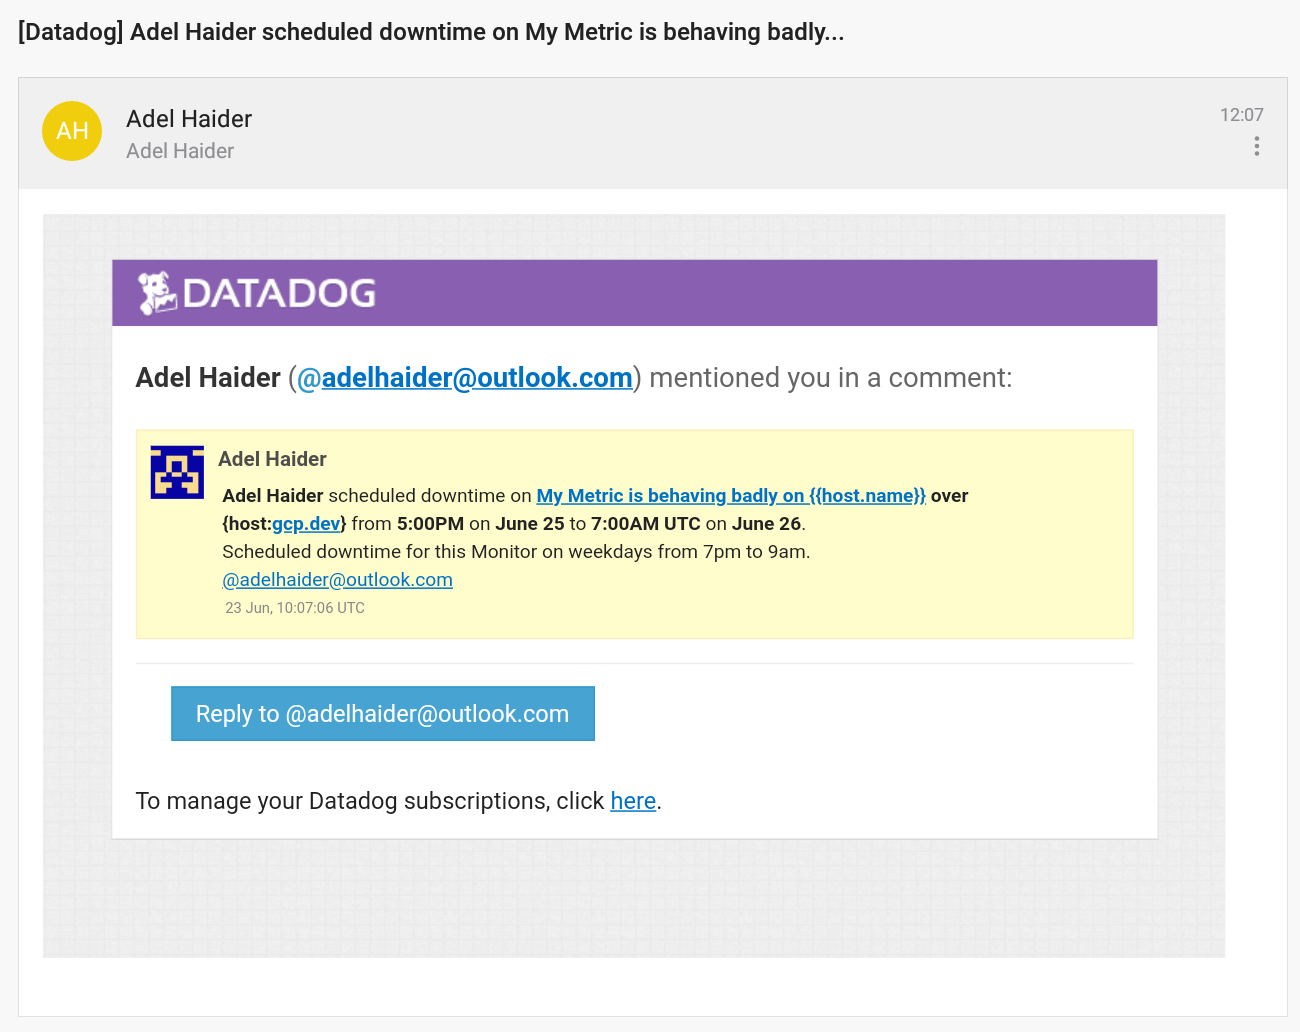 [Datadog] Adel Haider scheduled downtime on My Metric is behaving badly...
AH
Adel Haider
12:07
Adel Haider
DATADOG
Adel Haider (@adelhaider@outlook.com) mentioned you in a comment:
Adel Haider
Adel Haider scheduled downtime on My Metric is behaving badly on {{host.name}} over
{host:gcp.dev} from 5:00PM on June 25 to 7:00AM UTC on June 26.
Scheduled downtime for this Monitor on weekdays from 7pm to 9am.
@adelhaider@outlook.com
23 Jun, 10:07:06 UTC
Reply to @adelhaider@outlook.com
To manage your Datadog subscriptions, click here.